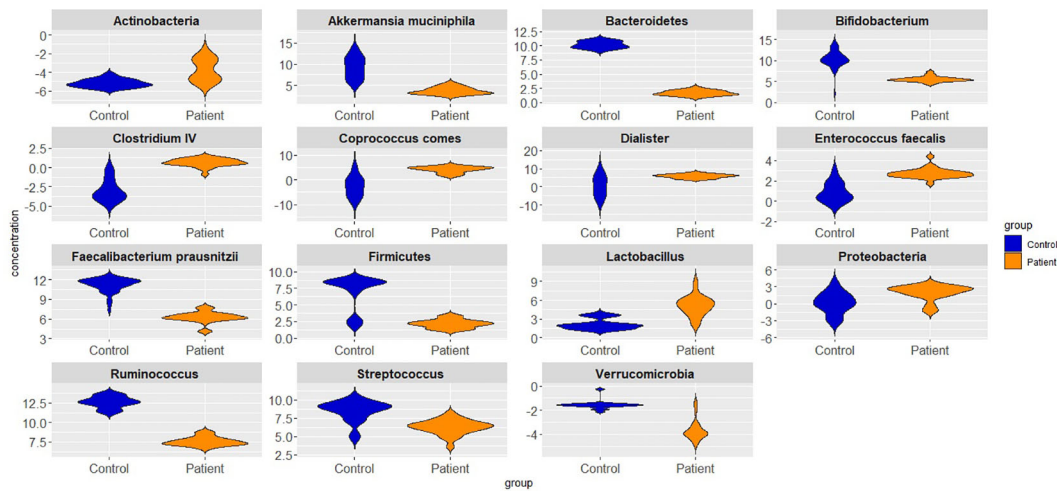 Actinobacteria Akkermansia muciniphila Bacteroidetes Bifidobacterium
0 -2 -4 -6
15 10 5
12.5 10.0 7.5 5.0 2.5 0.0
15 10 5 0
Control Patient Control Patient Control Patient Control Patient
Clostridium IV Coprococcus comes Dialister Enterococcus faecalis
2.5 0.0 -2.5 -5.0
10 0 -10
20 10 0 -10
4 2 0 -2
Control Patient Control Patient Control Patient Control Patient
concentration
Faecalibacterium prausnitzii Firmicutes Lactobacillus Proteobacteria
12 9 6 3
10.0 7.5 5.0 2.5 0.0
9 6 3 0
6 3 0 -3 -6
Control Patient Control Patient Control Patient Control Patient
Ruminococcus Streptococcus Verrucomicrobia
12.5 10.0 7.5
10.0 7.5 5.0 2.5
0 -2 -4
Control Patient Control Patient Control Patient
group
group
Control
Patient